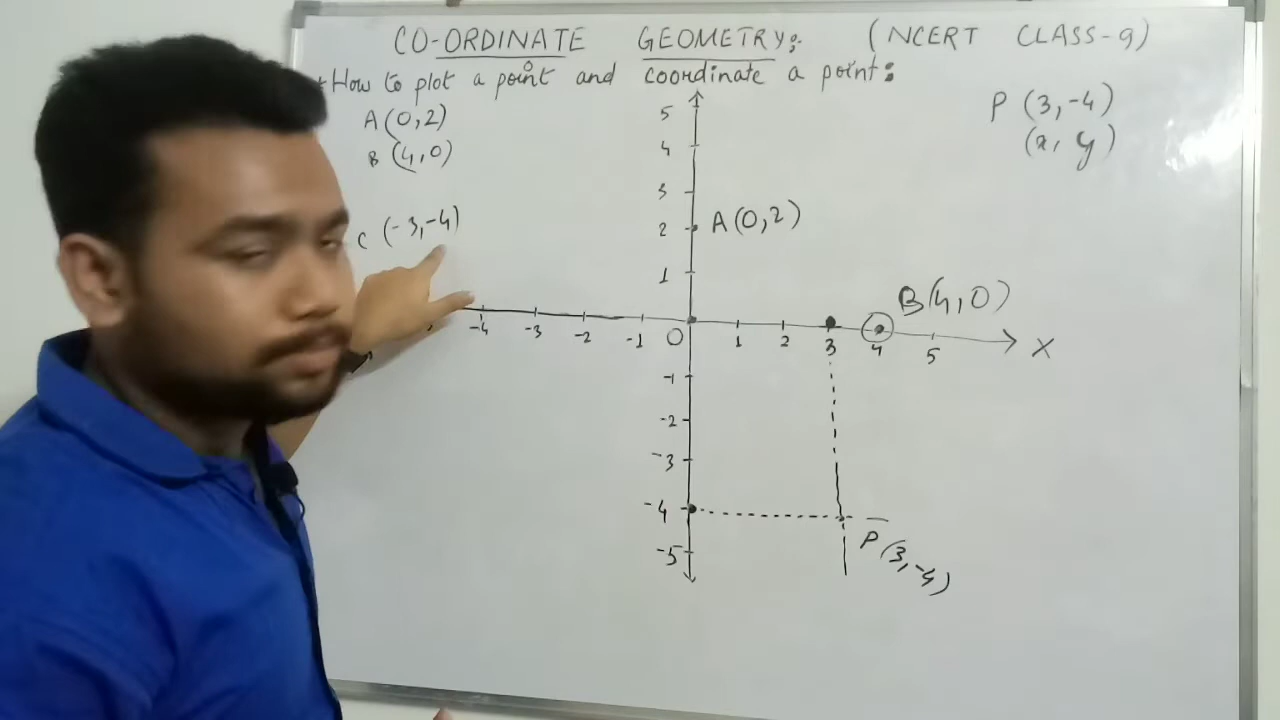 CO-ORDINATE GEOMETRY: (NCERT CLASS-9)
*How to plot a point and coordinate a point:
A (0,2)
B (4,0)
C (-3,-4)
P (3,-4)
(x, y)
5
4
3
2 A(0,2)
1
B(4,0)
-4 -3 -2 -1 O 1 2 3 4 5 X
-1
-2
-3
-4
P(3,-4)
-5